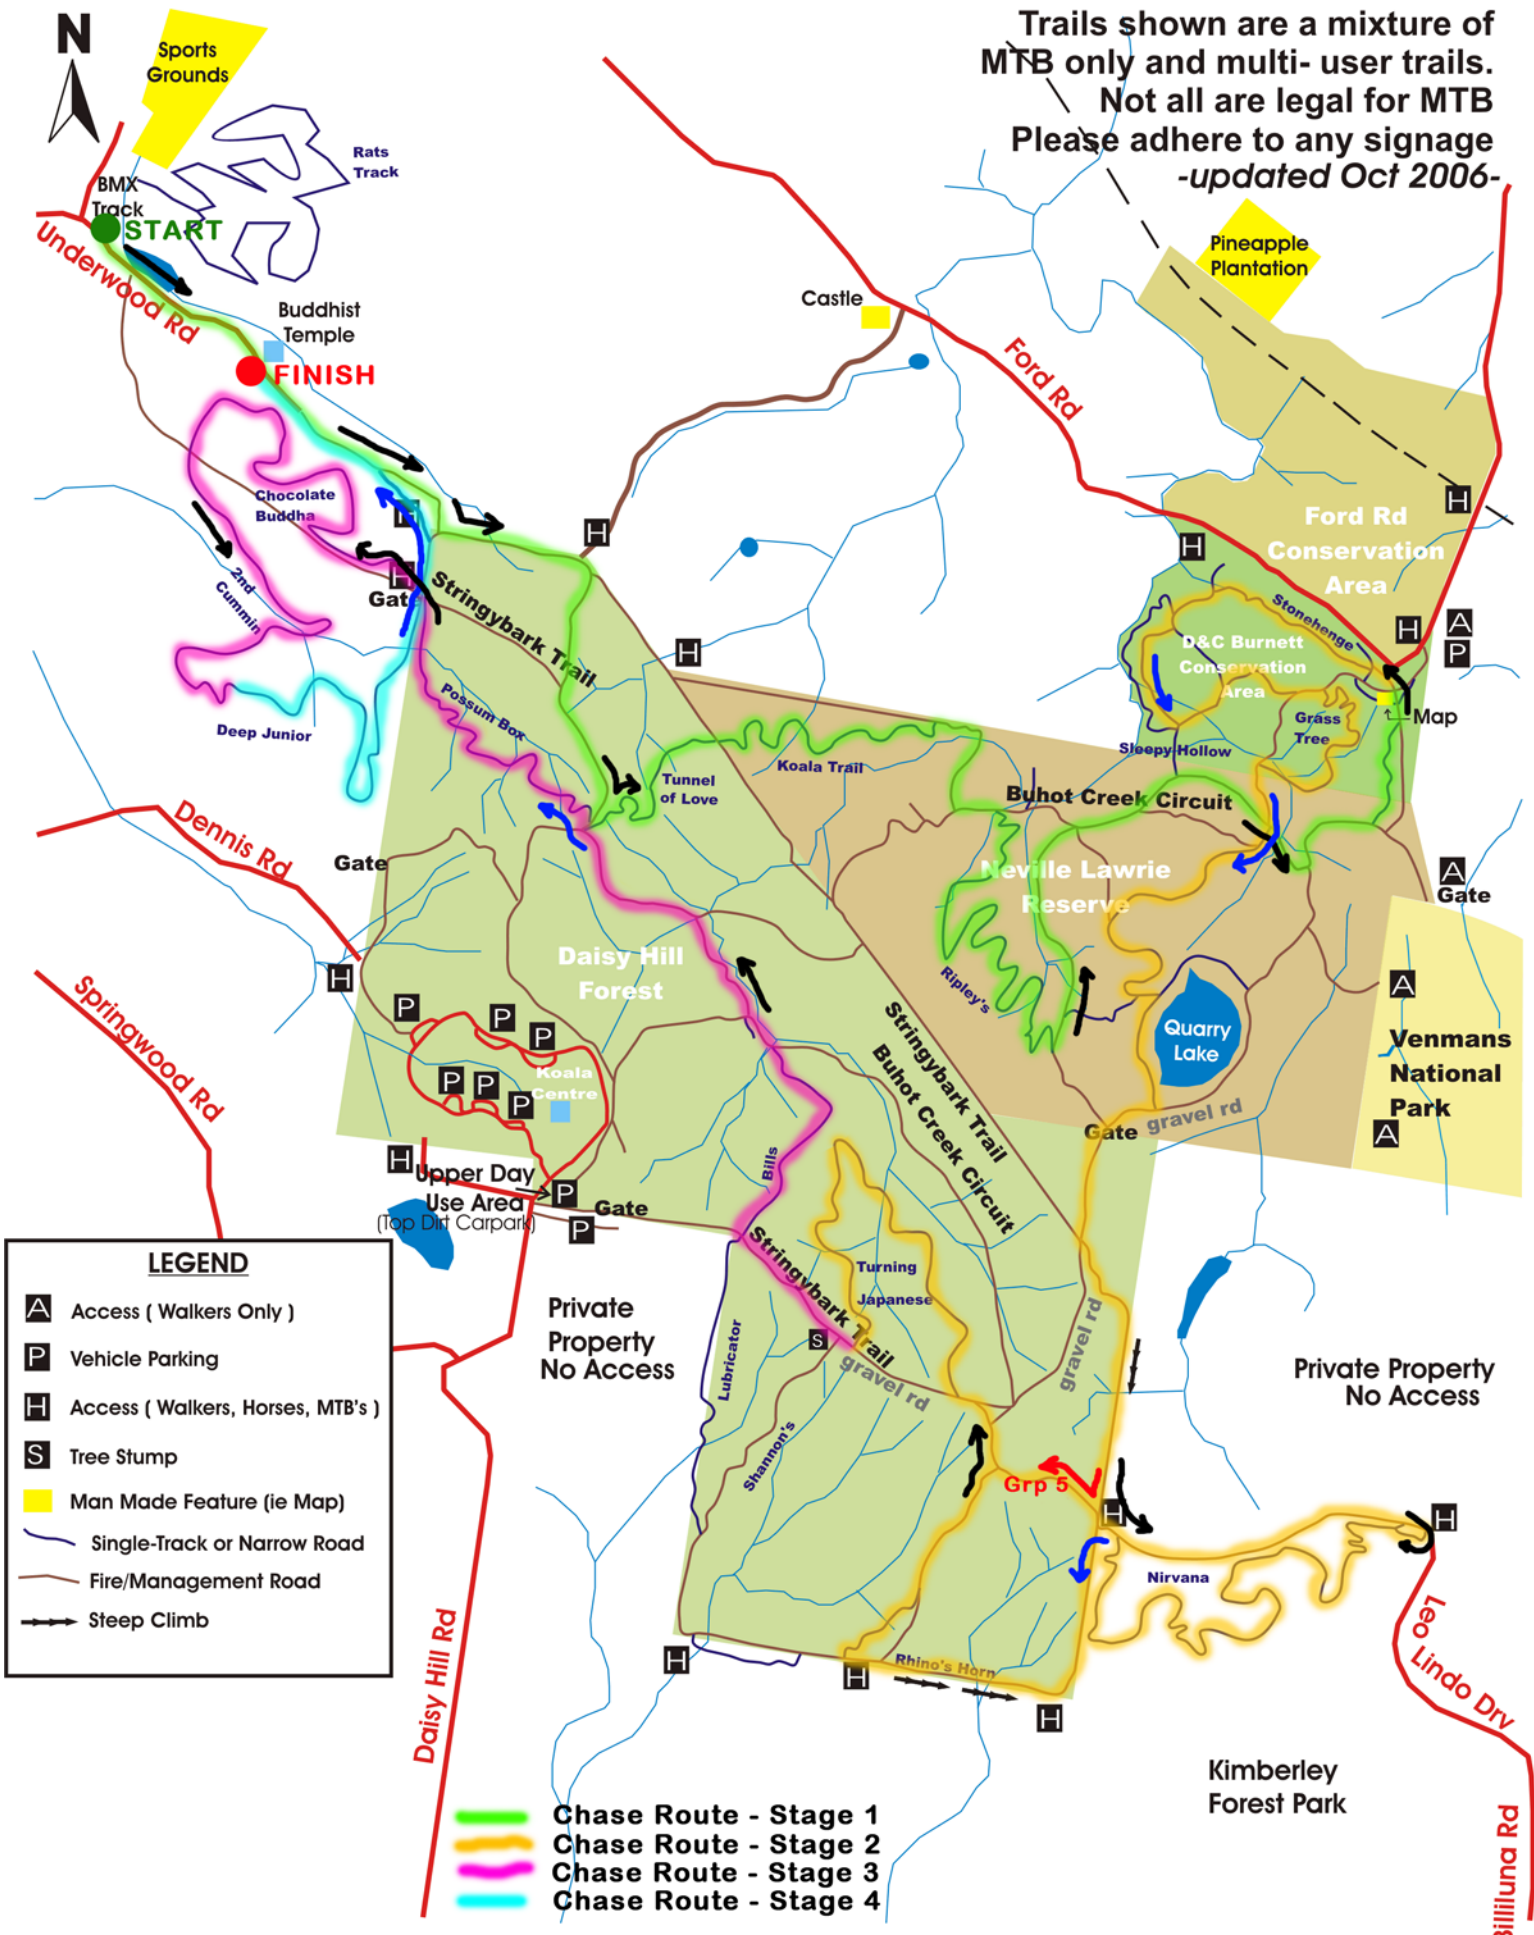 Trails shown are a mixture of
MTB only and multi- user trails.
Not all are legal for MTB
Please adhere to any signage
-updated Oct 2006-
N
Sports
Grounds
Rats
Track
BMX
Track
START
Underwood Rd
Buddhist
Temple
FINISH
Castle
Ford Rd
Pineapple
Plantation
H
Ford Rd
Conservation
Area
H
Chocolate
Buddha
H
H
Gate
2nd
Cummin
Stringybark Trail
H
H
Possum Box
Deep Junior
Tunnel
of Love
Koala Trail
Stonehenge
D&C Burnett
Conservation
Area
H
A
P
Grass
Tree
Map
Sleepy Hollow
Buhot Creek Circuit
Neville Lawrie
Reserve
A
Gate
Dennis Rd
Gate
H
Daisy Hill
Forest
Ripley's
Stringybark Trail
Buhot Creek Circuit
Quarry
Lake
A
Venmans
National
Park
A
Springwood Rd
P
P
P
P
P
P
Koala
Centre
Gate
gravel rd
H
Upper Day
Use Area
(Top Dirt Carpark)
P
Gate
P
Bills
Stringybark Trail
Turning
Japanese
S
gravel rd
gravel rd
Private
Property
No Access
Lubricator
Shannon's
Private Property
No Access
Grp 5
H
H
Nirvana
Leo Lindo Drv
H
H
Rhino's Horn
H
Daisy Hill Rd
Kimberley
Forest Park
Billiluna Rd
LEGEND
A Access ( Walkers Only )
P Vehicle Parking
H Access ( Walkers, Horses, MTB's )
S Tree Stump
Man Made Feature (ie Map)
Single-Track or Narrow Road
Fire/Management Road
Steep Climb
Chase Route - Stage 1
Chase Route - Stage 2
Chase Route - Stage 3
Chase Route - Stage 4